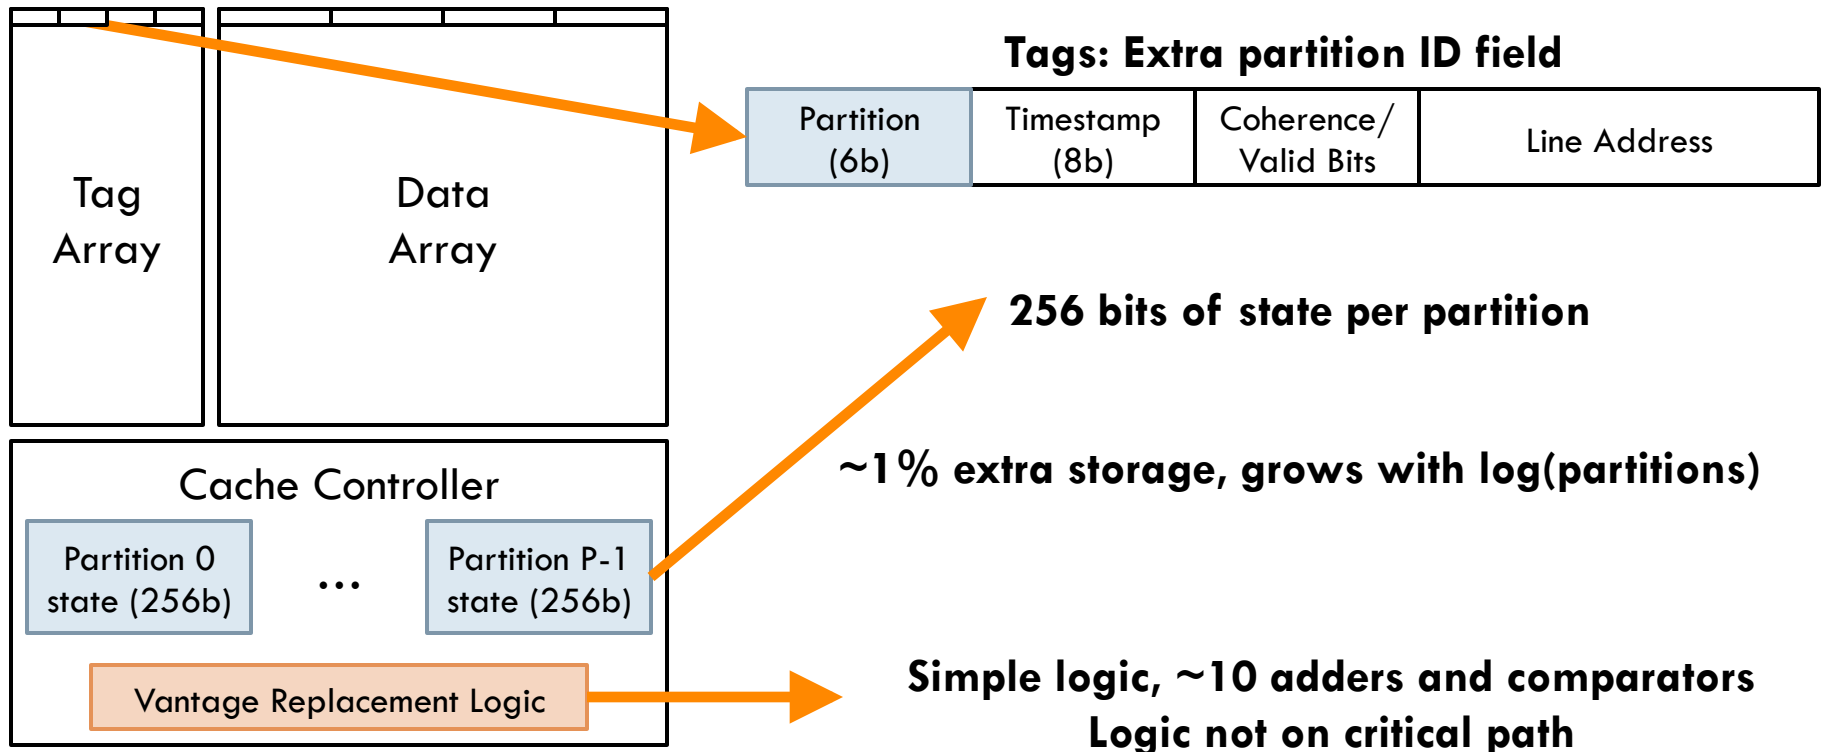 Tag
Array
Data
Array
Tags: Extra partition ID field
Partition
(6b)
Timestamp
(8b)
Coherence/
Valid Bits
Line Address
256 bits of state per partition
~1% extra storage, grows with log(partitions)
Cache Controller
Partition 0
state (256b)
...
Partition P-1
state (256b)
Vantage Replacement Logic
Simple logic, ~10 adders and comparators
Logic not on critical path